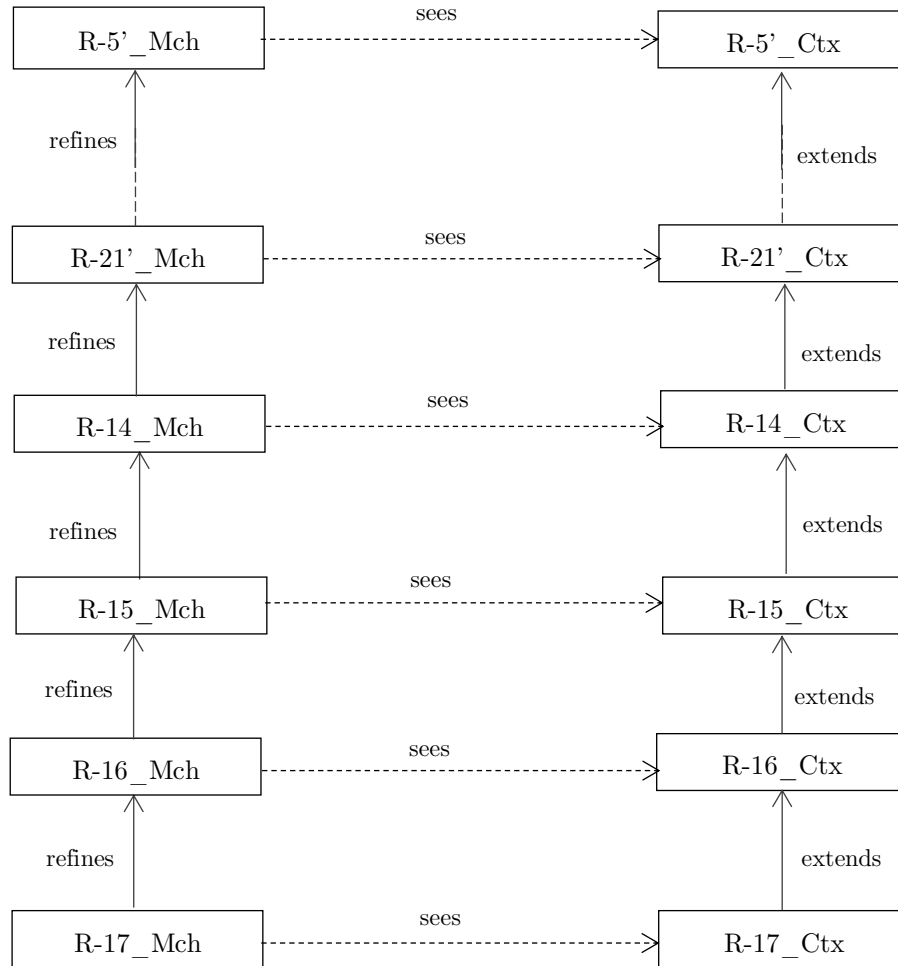 sees
R-5'_Mch
R-5'_Ctx
refines
extends
sees
R-21'_Mch
R-21'_Ctx
refines
extends
sees
R-14_Mch
R-14_Ctx
refines
extends
sees
R-15_Mch
R-15_Ctx
refines
extends
sees
R-16_Mch
R-16_Ctx
refines
extends
sees
R-17_Mch
R-17_Ctx